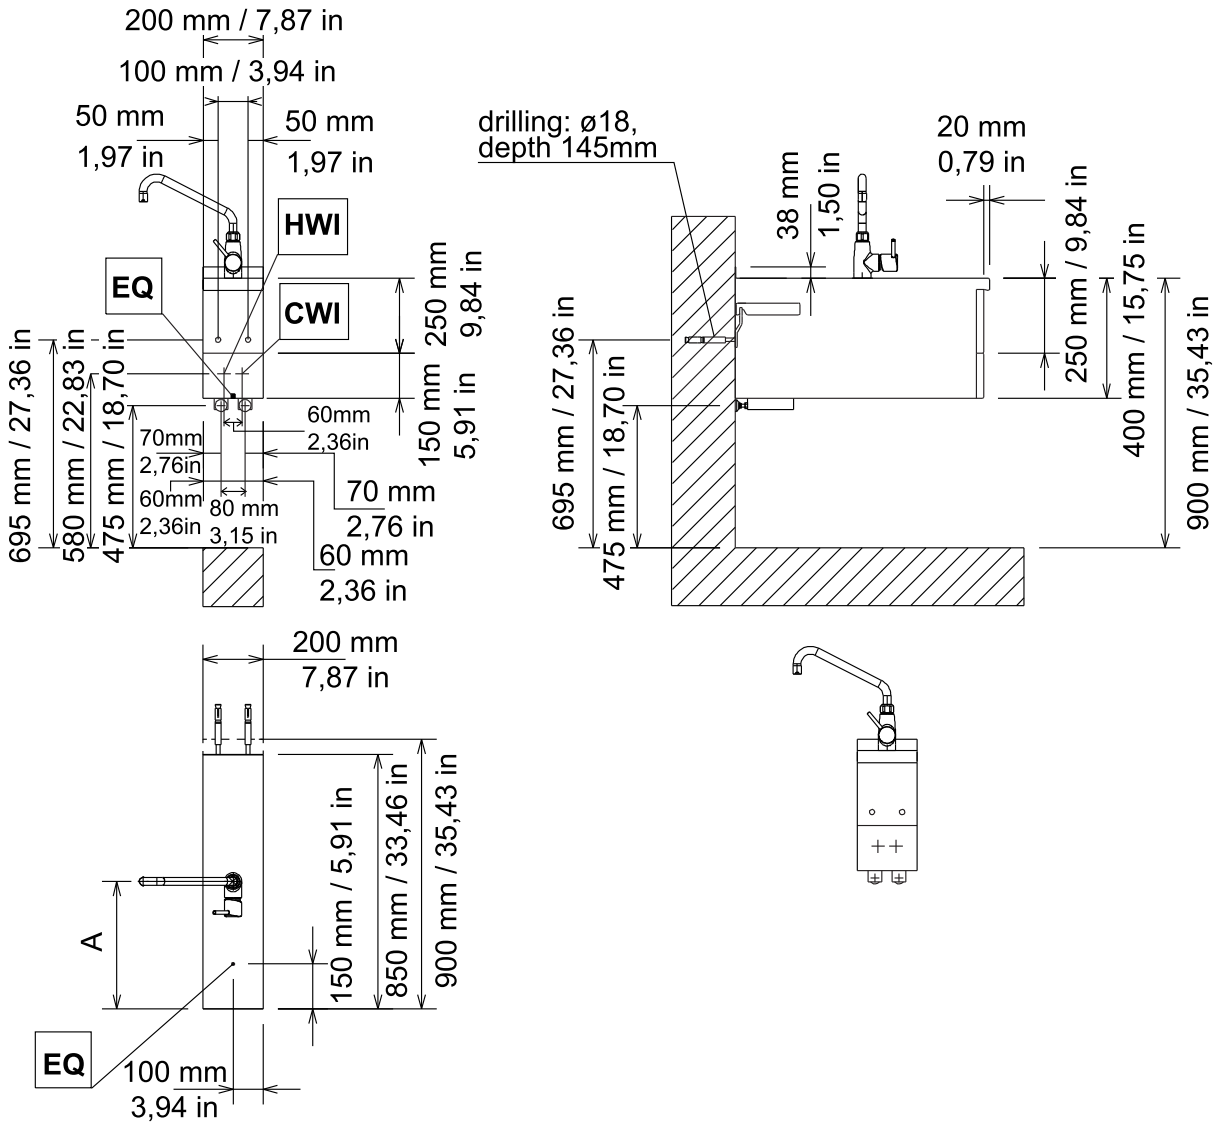 200 mm / 7,87 in
100 mm / 3,94 in
50 mm
1,97 in
50 mm
1,97 in
HWI
EQ
CWI
250 mm
9,84 in
150 mm
5,91 in
695 mm / 27,36 in
580 mm / 22,83 in
475 mm / 18,70 in
60mm
2,36in
70mm
2,76in
60mm
2,36in
80 mm
3,15 in
70 mm
2,76 in
60 mm
2,36 in
drilling: ø18,
depth 145mm
38 mm
1,50 in
20 mm
0,79 in
250 mm / 9,84 in
400 mm / 15,75 in
900 mm / 35,43 in
695 mm / 27,36 in
475 mm / 18,70 in
200 mm
7,87 in
150 mm / 5,91 in
850 mm / 33,46 in
900 mm / 35,43 in
A
EQ
100 mm
3,94 in